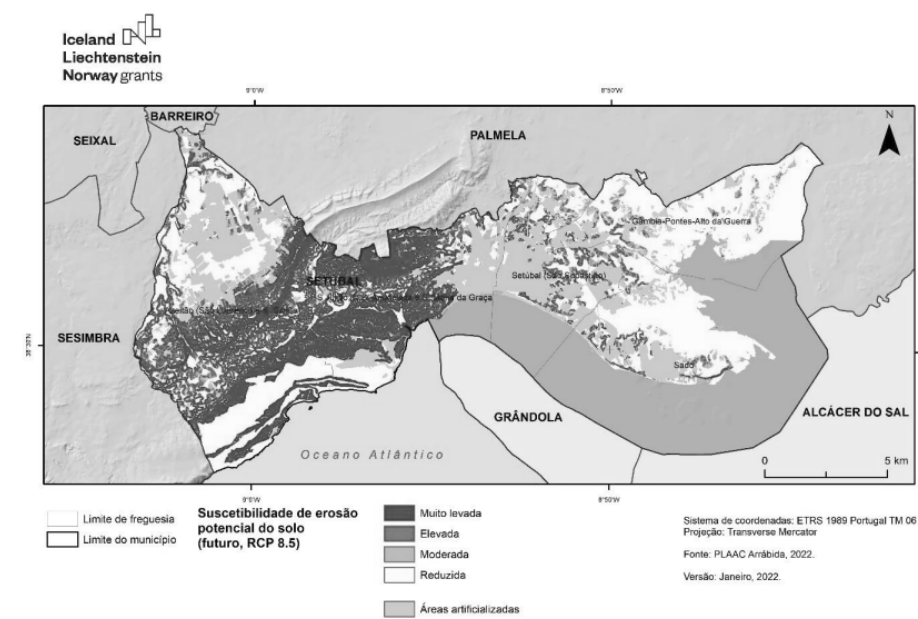 Iceland
Liechtenstein
Norway grants
9°0'W
8°50'W
BARREIRO
N
SEIXAL
PALMELA
Gâmbia-Pontes-Alto da Guerra
SETÚBAL
Setúbal (São Sebastião)
da Graça
38°30'N
SESIMBRA
Sado
GRÂNDOLA
ALCÁCER DO SAL
Oceano Atlântico
0
5 km
9°0'W
8°50'W
Limite de freguesia
Limite do município
Suscetibilidade de erosão
potencial do solo
(futuro, RCP 8.5)
Muito levada
Elevada
Moderada
Reduzida
Áreas artificializadas
Sistema de coordenadas: ETRS 1989 Portugal TM 06
Projeção: Transverse Mercator
Fonte: PLAAC Arrábida, 2022.
Versão: Janeiro, 2022.